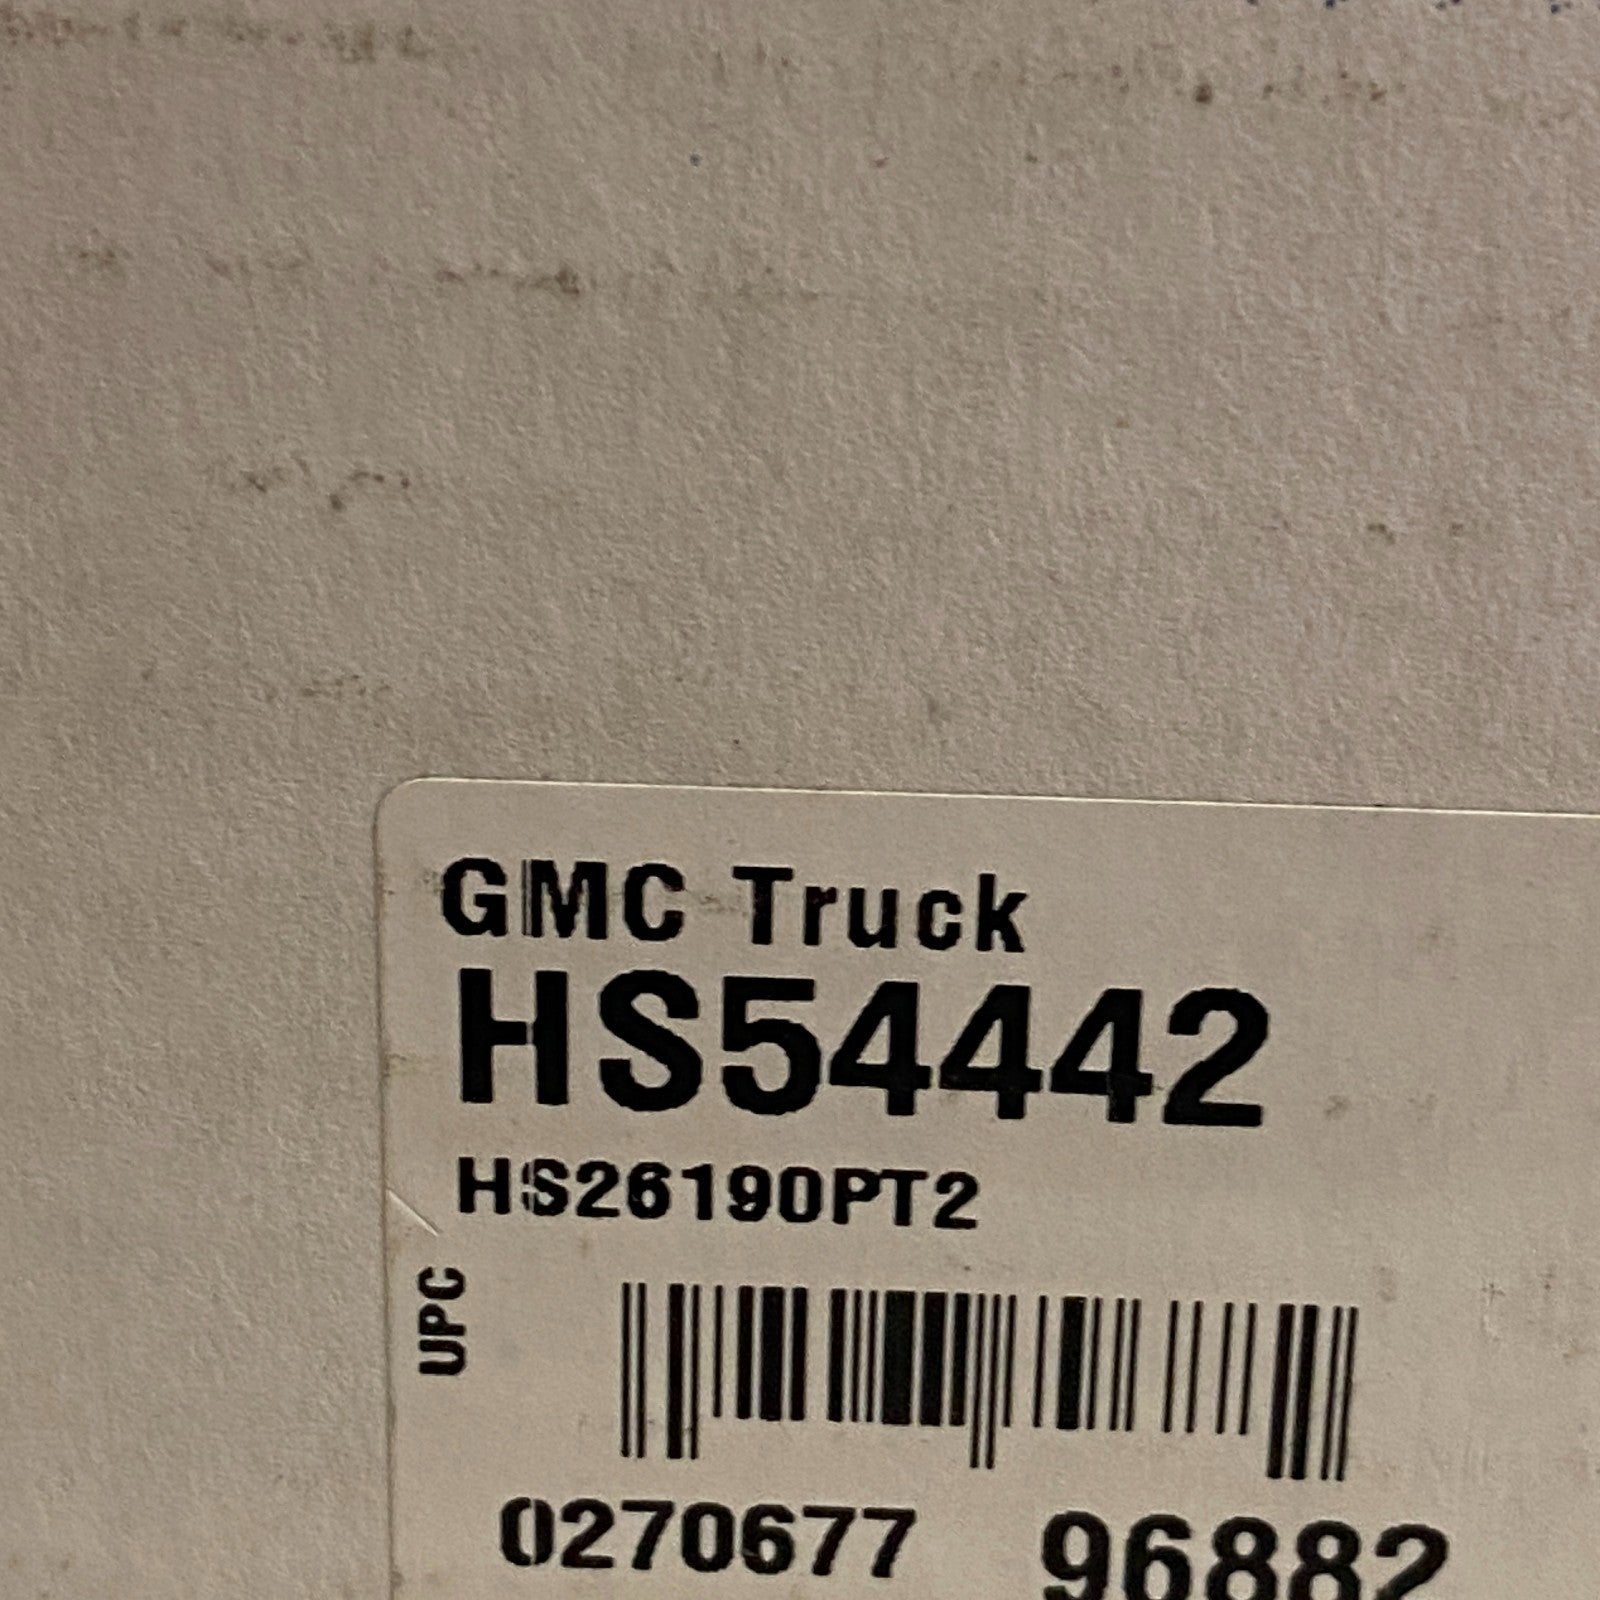 GMC Truck
HS54442
HS26190PT2
UPC
0270677 96882